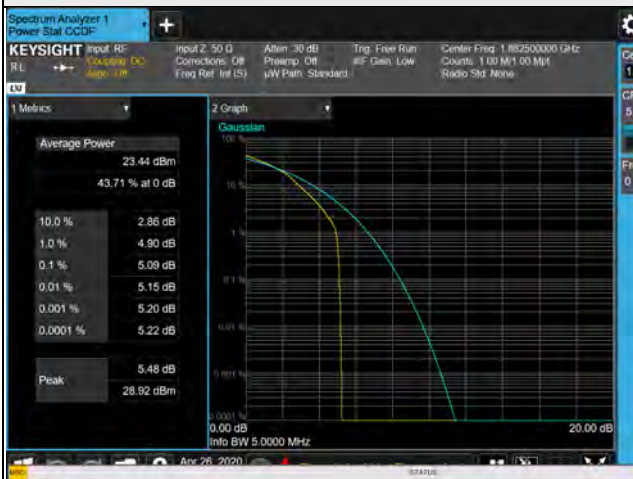 Spectrum Analyzer 1
Power Stat CCDF
+
KEYSIGHT Input: RF Input Z: 50 Ω Atten: 30 dB Trig: Free Run Center Freq: 1.882500000 GHz
RL Coupling: DC Corrections: Off Preamp: Off #IF Gain: Low Counts: 1.00 M/1.00 Mpt
Align: Off Freq Ref: Int (S) µW Path: Standard Radio Std: None
1 Metrics
2 Graph
Gaussian
Average Power
23.44 dBm
43.71 % at 0 dB
10.0 % 2.86 dB
1.0 % 4.90 dB
0.1 % 5.09 dB
0.01 % 5.15 dB
0.001 % 5.20 dB
0.0001 % 5.22 dB
Peak 5.48 dB
28.92 dBm
100 %
10 %
1 %
0.1 %
0.01 %
0.001 %
0.0001 %
0.00 dB 20.00 dB
Info BW 5.0000 MHz
Apr 26, 2020
STATUS